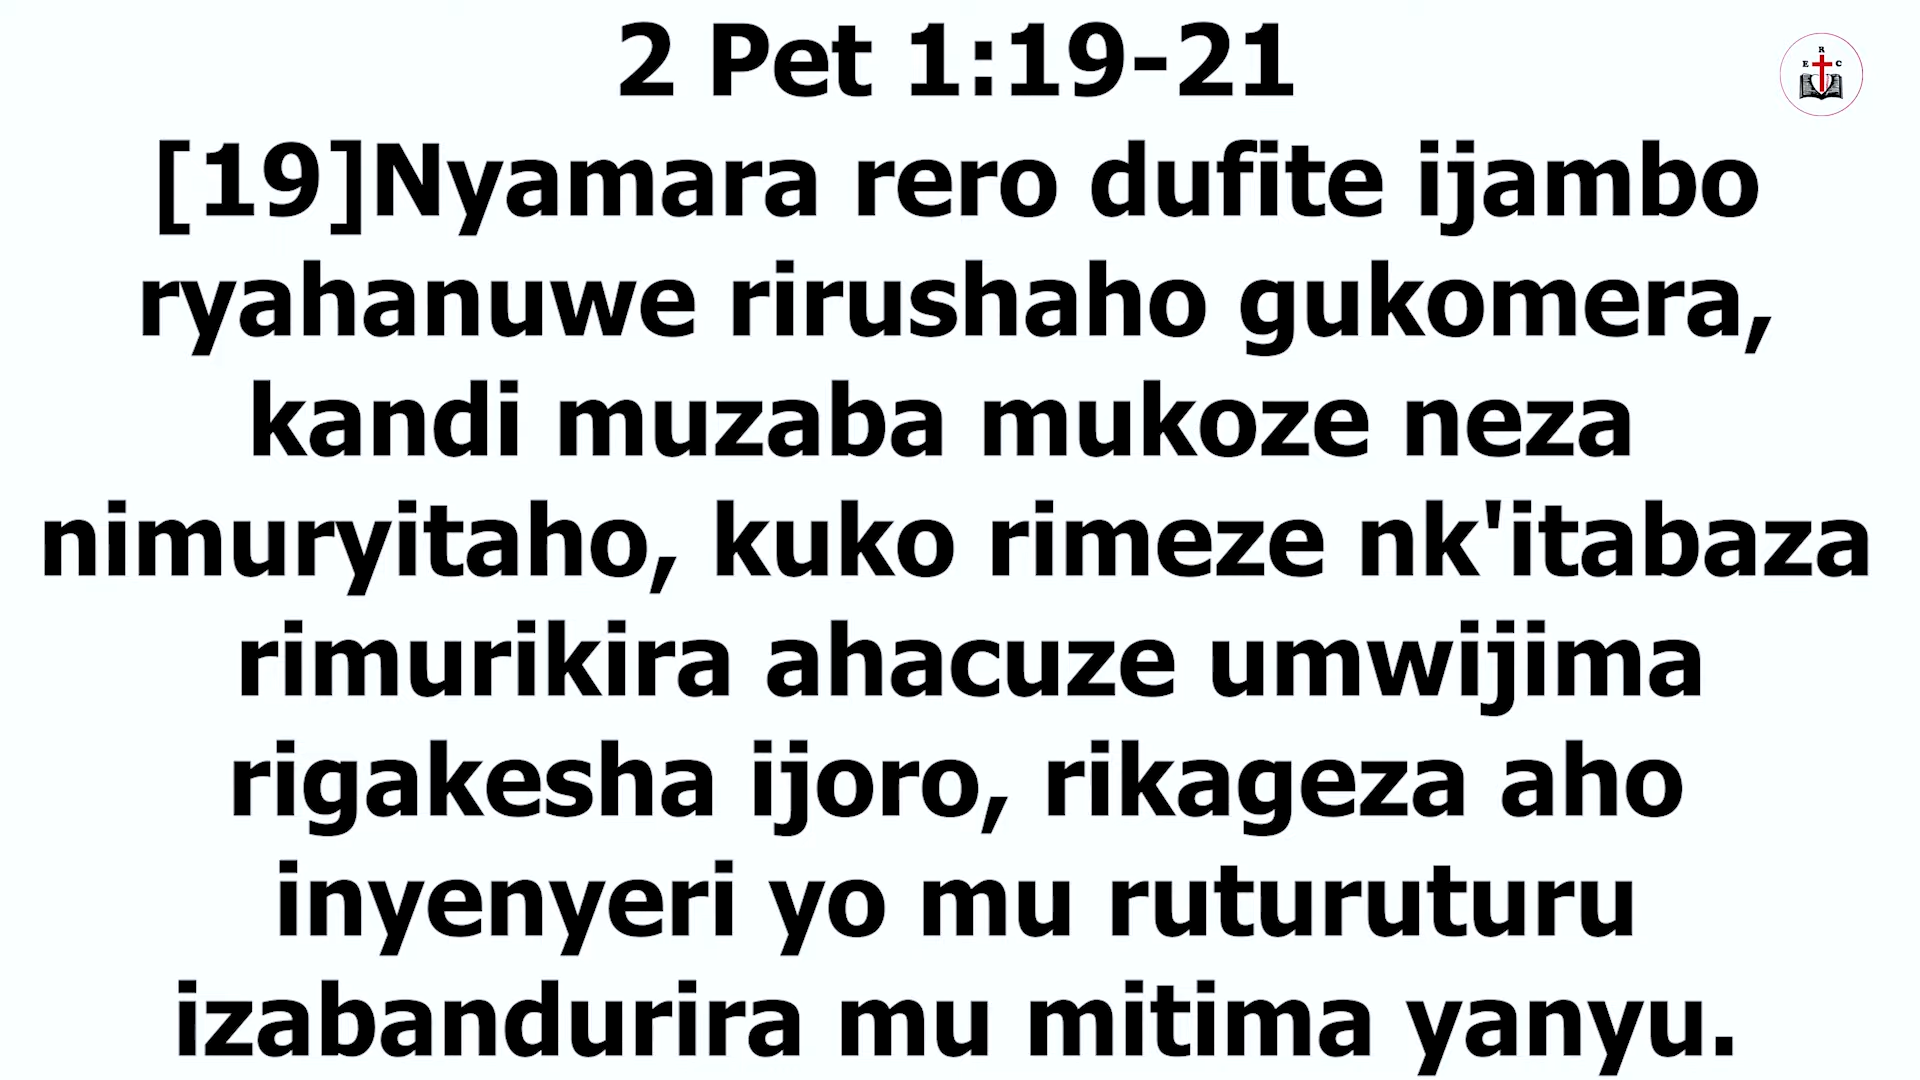 2 Pet 1:19-21
R
E C
[19]Nyamara rero dufite ijambo
ryahanuwe rirushaho gukomera,
kandi muzaba mukoze neza
nimuryitaho, kuko rimeze nk'itabaza
rimurikira ahacuze umwijima
rigakesha ijoro, rikageza aho
inyenyeri yo mu ruturuturu
izabandurira mu mitima yanyu.